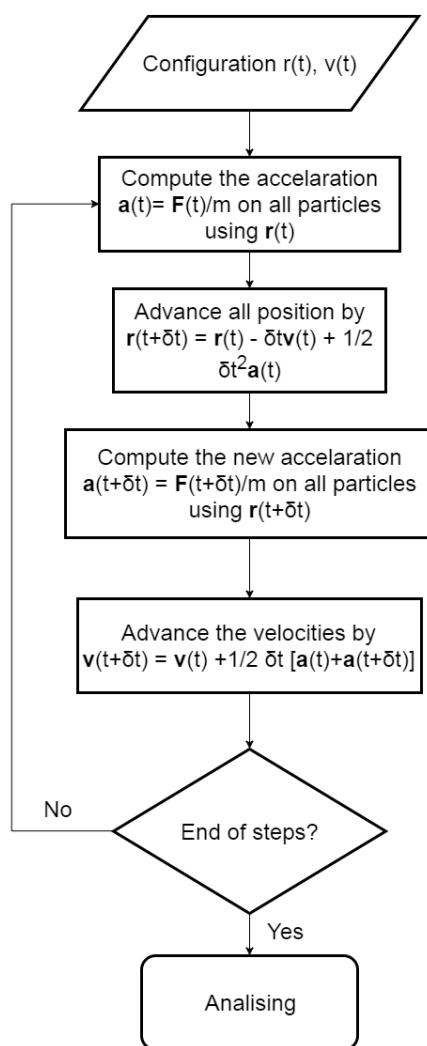 Configuration r(t), v(t)
Compute the accelaration
a(t)= F(t)/m on all particles
using r(t)
Advance all position by
r(t+δt) = r(t) - δtv(t) + 1/2
δt²a(t)
Compute the new accelaration
a(t+δt) = F(t+δt)/m on all particles
using r(t+δt)
Advance the velocities by
v(t+δt) = v(t) +1/2 δt [a(t)+a(t+δt)]
No
End of steps?
Yes
Analising